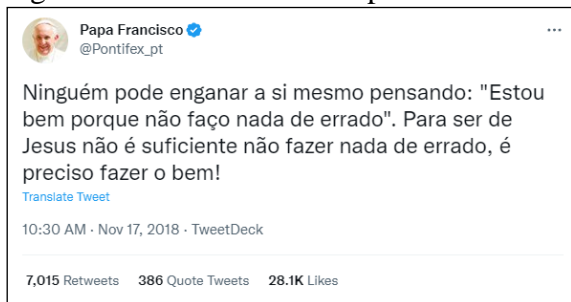 Papa Francisco
@Pontifex_pt
Ninguém pode enganar a si mesmo pensando: "Estou
bem porque não faço nada de errado". Para ser de
Jesus não é suficiente não fazer nada de errado, é
preciso fazer o bem!
Translate Tweet
10:30 AM · Nov 17, 2018 · TweetDeck
7,015 Retweets 386 Quote Tweets 28.1K Likes